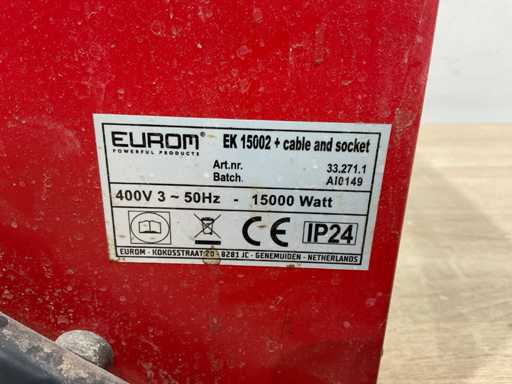 EUROM® EK 15002 + cable and socket
POWERFUL PRODUCTS
Art.nr. 33.271.1
Batch. AI0149
400V 3 ~ 50Hz - 15000 Watt
CE IP24
EUROM - KOKOSSTRAAT 20 - 8281 JC - GENEMUIDEN - NETHERLANDS